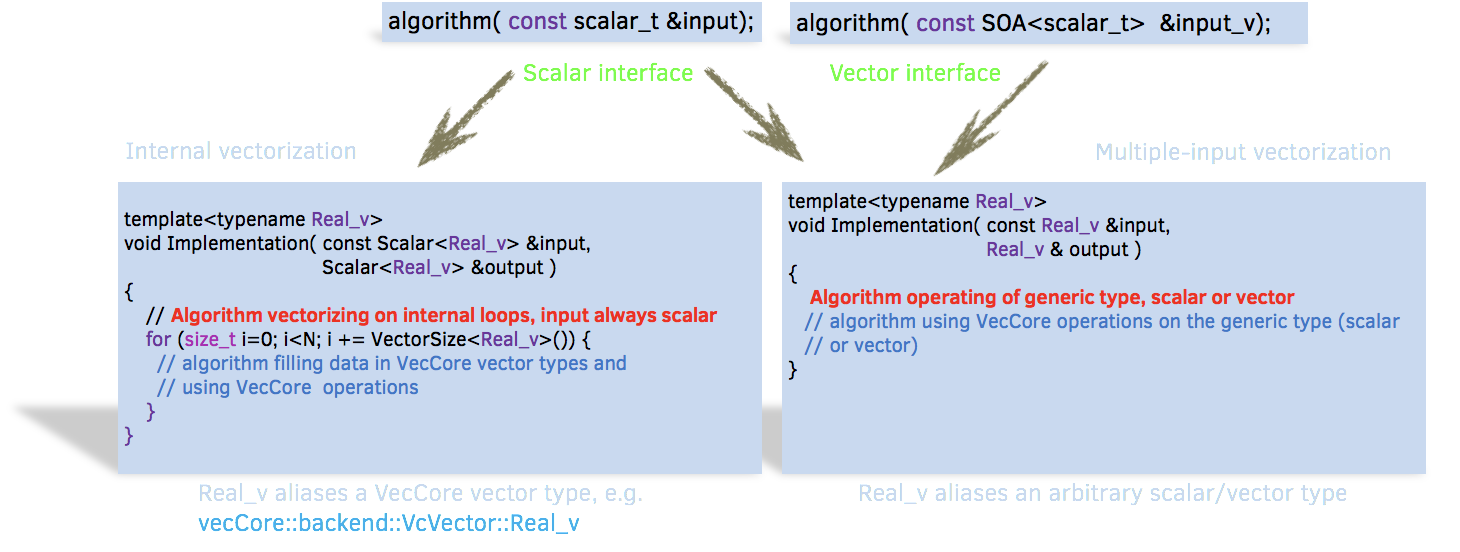 algorithm( const scalar_t &input);
algorithm( const SOA<scalar_t> &input_v);
Scalar interface
Vector interface
Internal vectorization
Multiple-input vectorization
template<typename Real_v>
void Implementation( const Scalar<Real_v> &input,
Scalar<Real_v> &output )
{
// Algorithm vectorizing on internal loops, input always scalar
for (size_t i=0; i<N; i += VectorSize<Real_v>()) {
// algorithm filling data in VecCore vector types and
// using VecCore operations
}
}
template<typename Real_v>
void Implementation( const Real_v &input,
Real_v & output )
{
Algorithm operating of generic type, scalar or vector
// algorithm using VecCore operations on the generic type (scalar
// or vector)
}
Real_v aliases a VecCore vector type, e.g.
vecCore::backend::VcVector::Real_v
Real_v aliases an arbitrary scalar/vector type